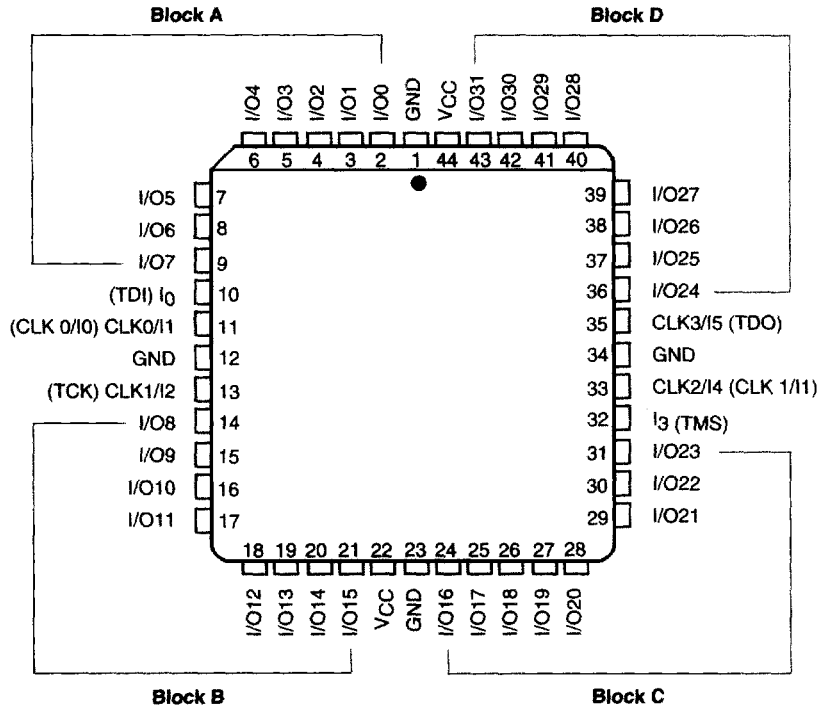 Block A
Block D
I/O4 I/O3 I/O2 I/O1 I/O0 GND VCC I/O31 I/O30 I/O29 I/O28
6 5 4 3 2 1 44 43 42 41 40
I/O5 7
I/O6 8
I/O7 9
(TDI) I0 10
(CLK 0/I0) CLK0/I1 11
GND 12
(TCK) CLK1/I2 13
I/O8 14
I/O9 15
I/O10 16
I/O11 17
39 I/O27
38 I/O26
37 I/O25
36 I/O24
35 CLK3/I5 (TDO)
34 GND
33 CLK2/I4 (CLK 1/I1)
32 I3 (TMS)
31 I/O23
30 I/O22
29 I/O21
18 19 20 21 22 23 24 25 26 27 28
I/O12 I/O13 I/O14 I/O15 VCC GND I/O16 I/O17 I/O18 I/O19 I/O20
Block B
Block C